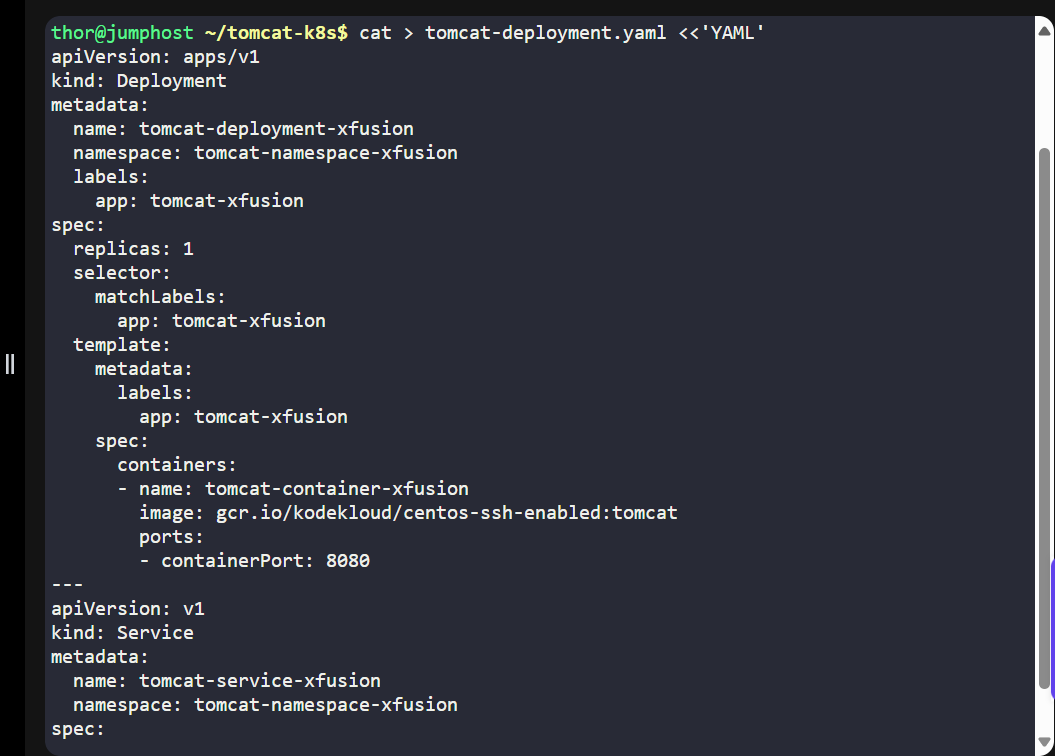 thor@jumphost ~/tomcat-k8s$ cat > tomcat-deployment.yaml <<'YAML'
apiVersion: apps/v1
kind: Deployment
metadata:
  name: tomcat-deployment-xfusion
  namespace: tomcat-namespace-xfusion
  labels:
    app: tomcat-xfusion
spec:
  replicas: 1
  selector:
    matchLabels:
      app: tomcat-xfusion
  template:
    metadata:
      labels:
        app: tomcat-xfusion
    spec:
      containers:
      - name: tomcat-container-xfusion
        image: gcr.io/kodekloud/centos-ssh-enabled:tomcat
        ports:
        - containerPort: 8080
---
apiVersion: v1
kind: Service
metadata:
  name: tomcat-service-xfusion
  namespace: tomcat-namespace-xfusion
spec: